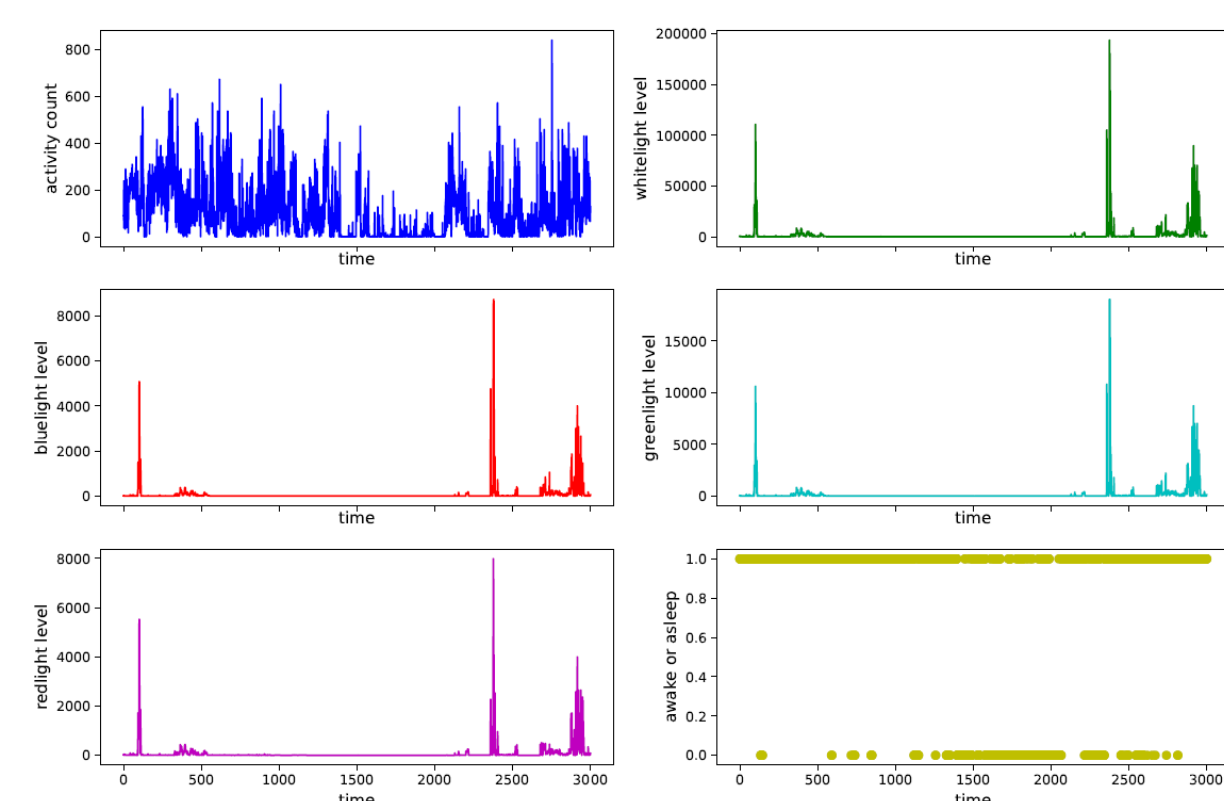 activity count
800
600
400
200
0
time
whitelight level
200000
150000
100000
50000
0
time
bluelight level
8000
6000
4000
2000
0
time
greenlight level
15000
10000
5000
0
time
redlight level
8000
6000
4000
2000
0
0 500 1000 1500 2000 2500 3000
time
awake or asleep
1.0
0.8
0.6
0.4
0.2
0.0
0 500 1000 1500 2000 2500 3000
time